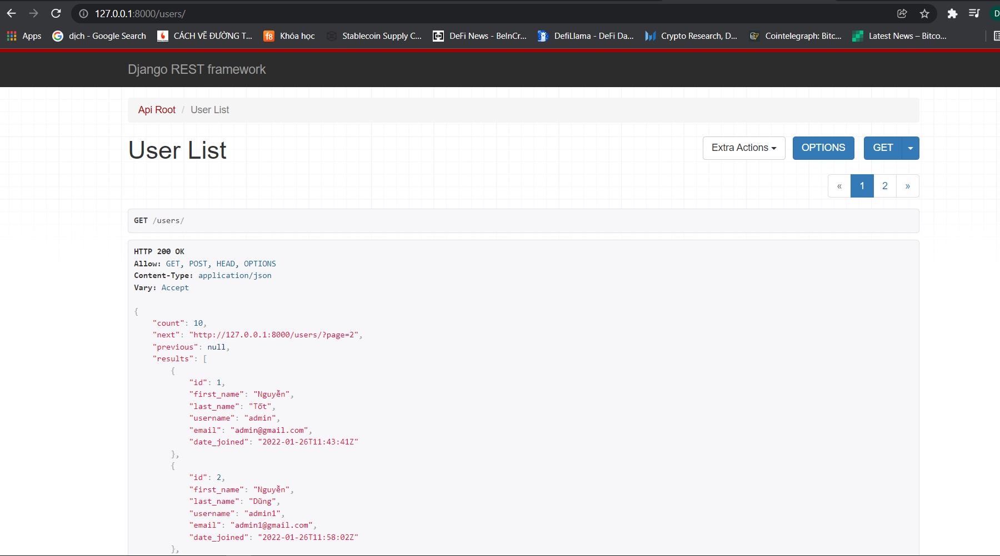 127.0.0.1:8000/users/
D
Apps dịch - Google Search CÁCH VẼ ĐƯỜNG T... f8 Khóa học Stablecoin Supply C... DeFi News - BeInCr... DefiLlama - DeFi Da... Crypto Research, D... Cointelegraph: Bitc... Latest News – Bitco...
Django REST framework
Api Root / User List
User List
Extra Actions OPTIONS GET
« 1 2 »
GET /users/
HTTP 200 OK
Allow: GET, POST, HEAD, OPTIONS
Content-Type: application/json
Vary: Accept
{
"count": 10,
"next": "http://127.0.0.1:8000/users/?page=2",
"previous": null,
"results": [
{
"id": 1,
"first_name": "Nguyễn",
"last_name": "Tốt",
"username": "admin",
"email": "admin@gmail.com",
"date_joined": "2022-01-26T11:43:41Z"
},
{
"id": 2,
"first_name": "Nguyễn",
"last_name": "Dũng",
"username": "admin1",
"email": "admin1@gmail.com",
"date_joined": "2022-01-26T11:58:02Z"
},